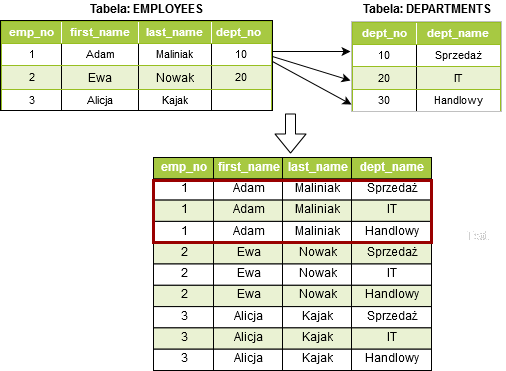 Tabela: EMPLOYEES
emp_no first_name last_name dept_no
1 Adam Maliniak 10
2 Ewa Nowak 20
3 Alicja Kajak
Tabela: DEPARTMENTS
dept_no dept_name
10 Sprzedaż
20 IT
30 Handlowy
emp_no first_name last_name dept_name
1 Adam Maliniak Sprzedaż
1 Adam Maliniak IT
1 Adam Maliniak Handlowy
2 Ewa Nowak Sprzedaż
2 Ewa Nowak IT
2 Ewa Nowak Handlowy
3 Alicja Kajak Sprzedaż
3 Alicja Kajak IT
3 Alicja Kajak Handlowy